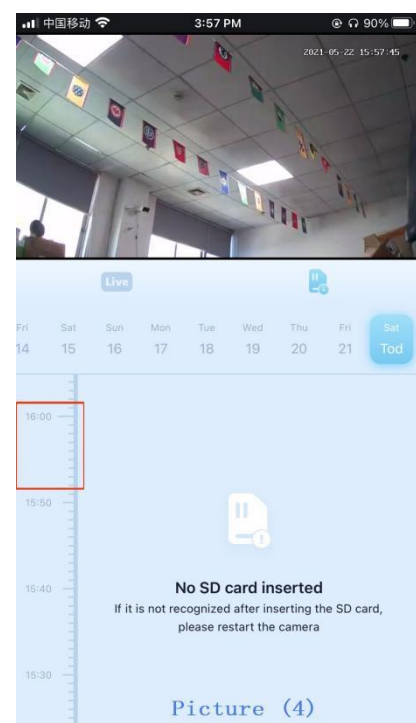 中国移动 3:57 PM 90%
2021-05-22 15:57:45
Live
Fri Sat Sun Mon Tue Wed Thu Fri Sat
14 15 16 17 18 19 20 21 Tod
16:00
15:50
15:40
No SD card inserted
If it is not recognized after inserting the SD card,
please restart the camera
15:30
Picture (4)